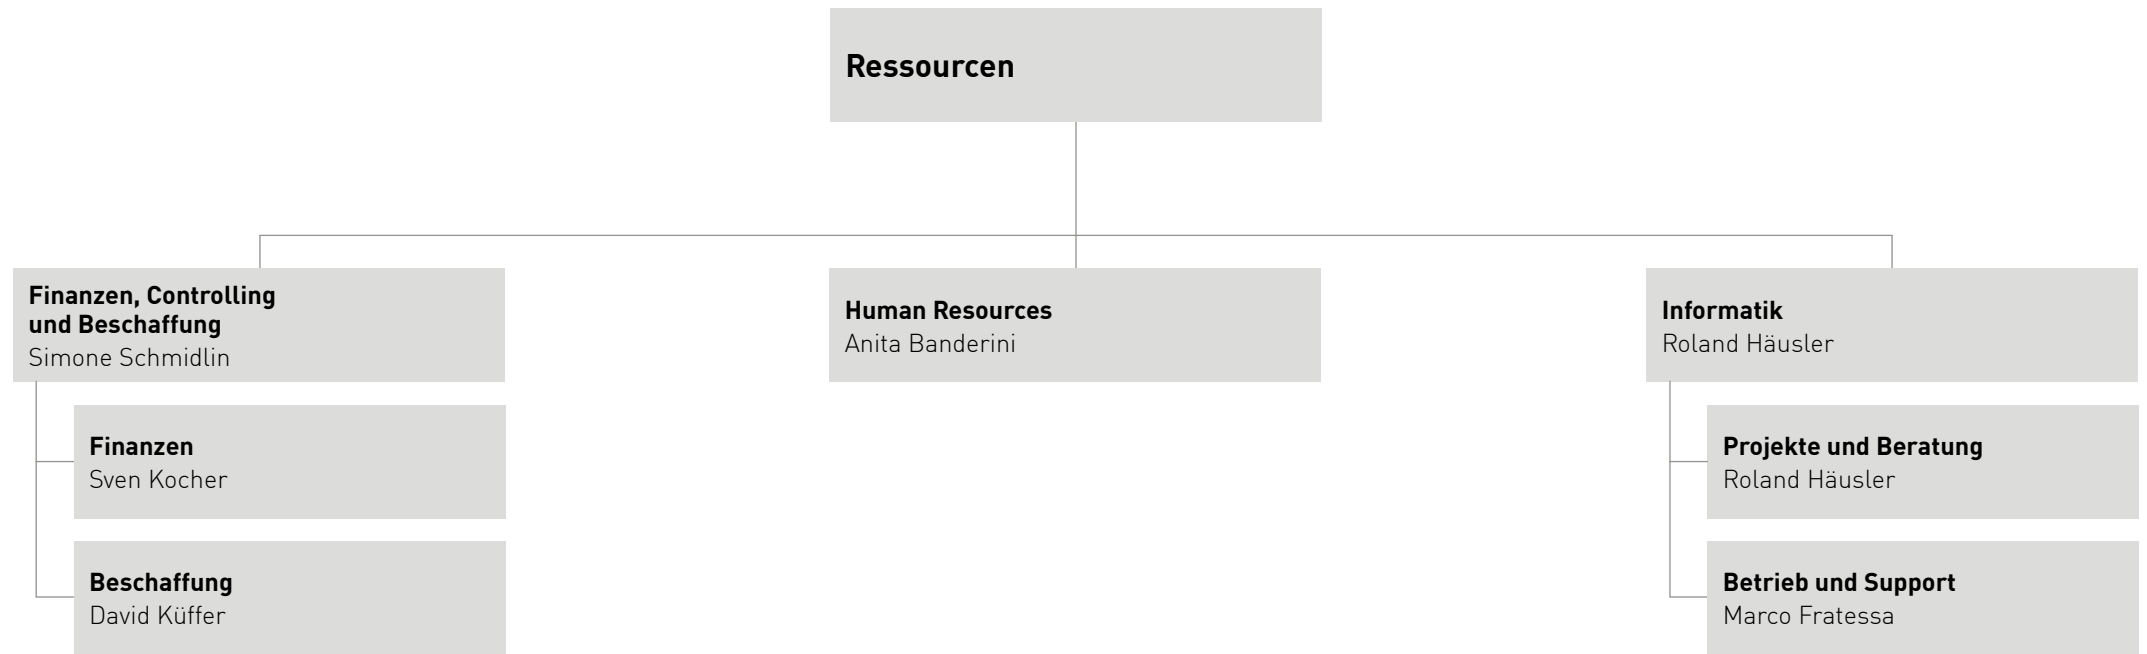 Ressourcen
Finanzen, Controlling
und Beschaffung
Simone Schmidlin
Finanzen
Sven Kocher
Beschaffung
David Küffer
Human Resources
Anita Banderini
Informatik
Roland Häusler
Projekte und Beratung
Roland Häusler
Betrieb und Support
Marco Fratessa